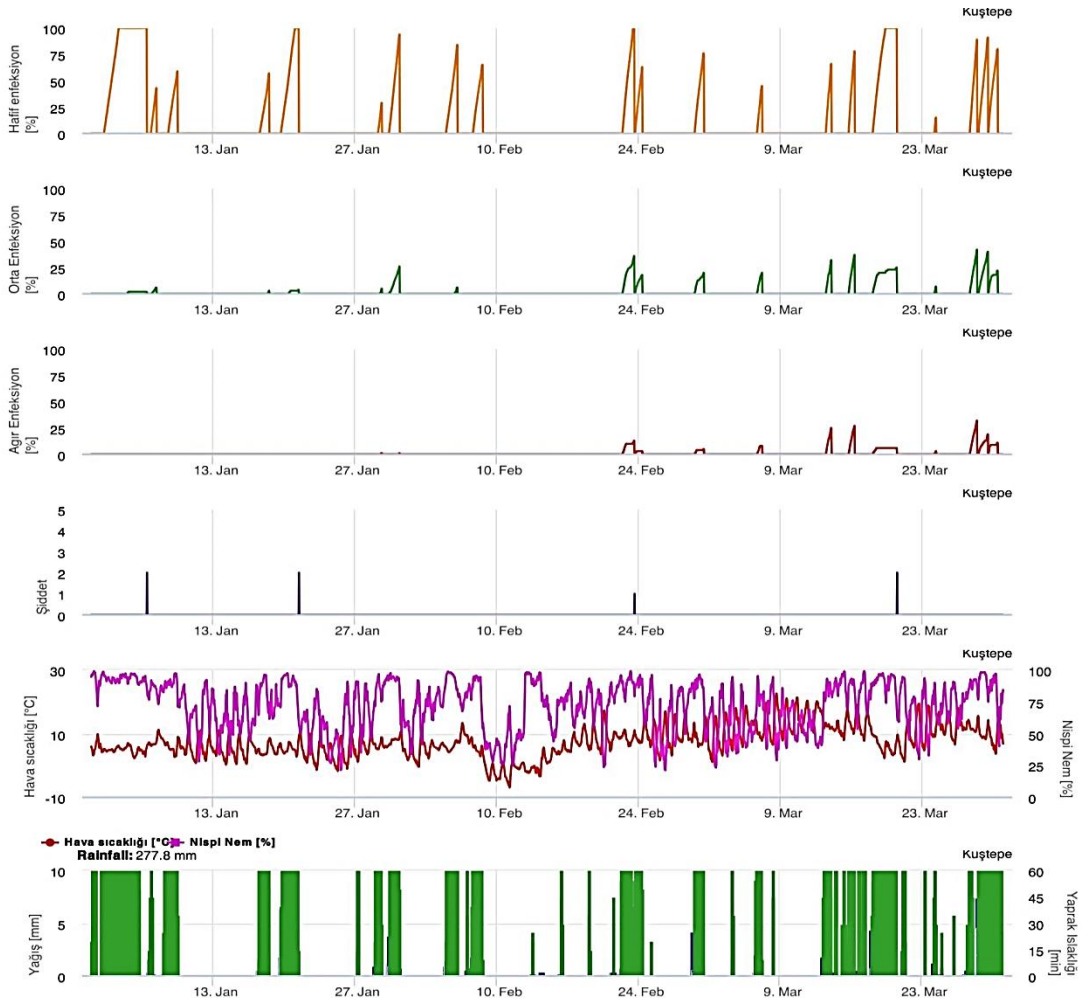 Kuştepe
100
75
50
25
0
Hafif enfeksiyon
[%]
13. Jan 27. Jan 10. Feb 24. Feb 9. Mar 23. Mar
Kuştepe
100
75
50
25
0
Orta Enfeksiyon
[%]
13. Jan 27. Jan 10. Feb 24. Feb 9. Mar 23. Mar
Kuştepe
100
75
50
25
0
Agır Enfeksiyon
[%]
13. Jan 27. Jan 10. Feb 24. Feb 9. Mar 23. Mar
Kuştepe
5
4
3
2
1
0
Şiddet
13. Jan 27. Jan 10. Feb 24. Feb 9. Mar 23. Mar
Kuştepe
30 100
75
10 50
25
-10 0
Hava sıcaklığı [°C]
Nispi Nem [%]
13. Jan 27. Jan 10. Feb 24. Feb 9. Mar 23. Mar
Hava sıcaklığı [°C] Nispi Nem [%]
Rainfall: 277.8 mm
Kuştepe
10 60
45
5 30
15
0 0
Yağış [mm]
Yaprak Islaklığı
[min]
13. Jan 27. Jan 10. Feb 24. Feb 9. Mar 23. Mar